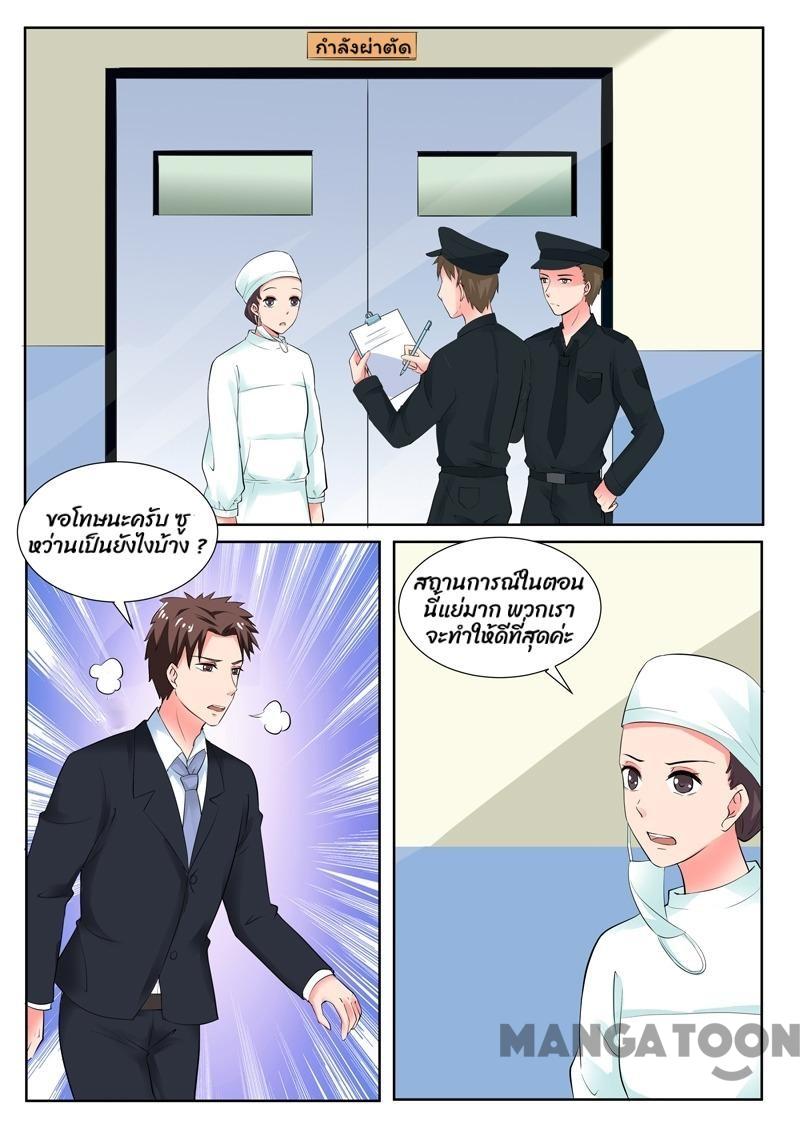 กำลังผ่าตัด
ขอโทษนะครับ ซู
หว่านเป็นยังไงบ้าง ?
สถานการณ์ในตอน
นี้แย่มาก พวกเรา
จะทำให้ดีที่สุดค่ะ
MANGATOON